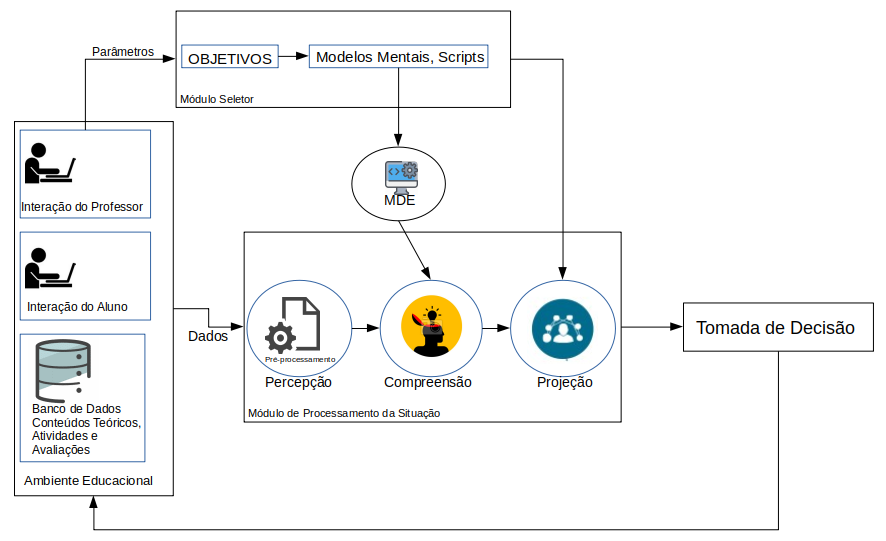 Parâmetros
OBJETIVOS
Modelos Mentais, Scripts
Módulo Seletor
MDE
Interação do Professor
Interação do Aluno
Banco de Dados
Conteúdos Teóricos,
Atividades e
Avaliações
Ambiente Educacional
Dados
Pré-processamento
Percepção
Compreensão
Projeção
Módulo de Processamento da Situação
Tomada de Decisão